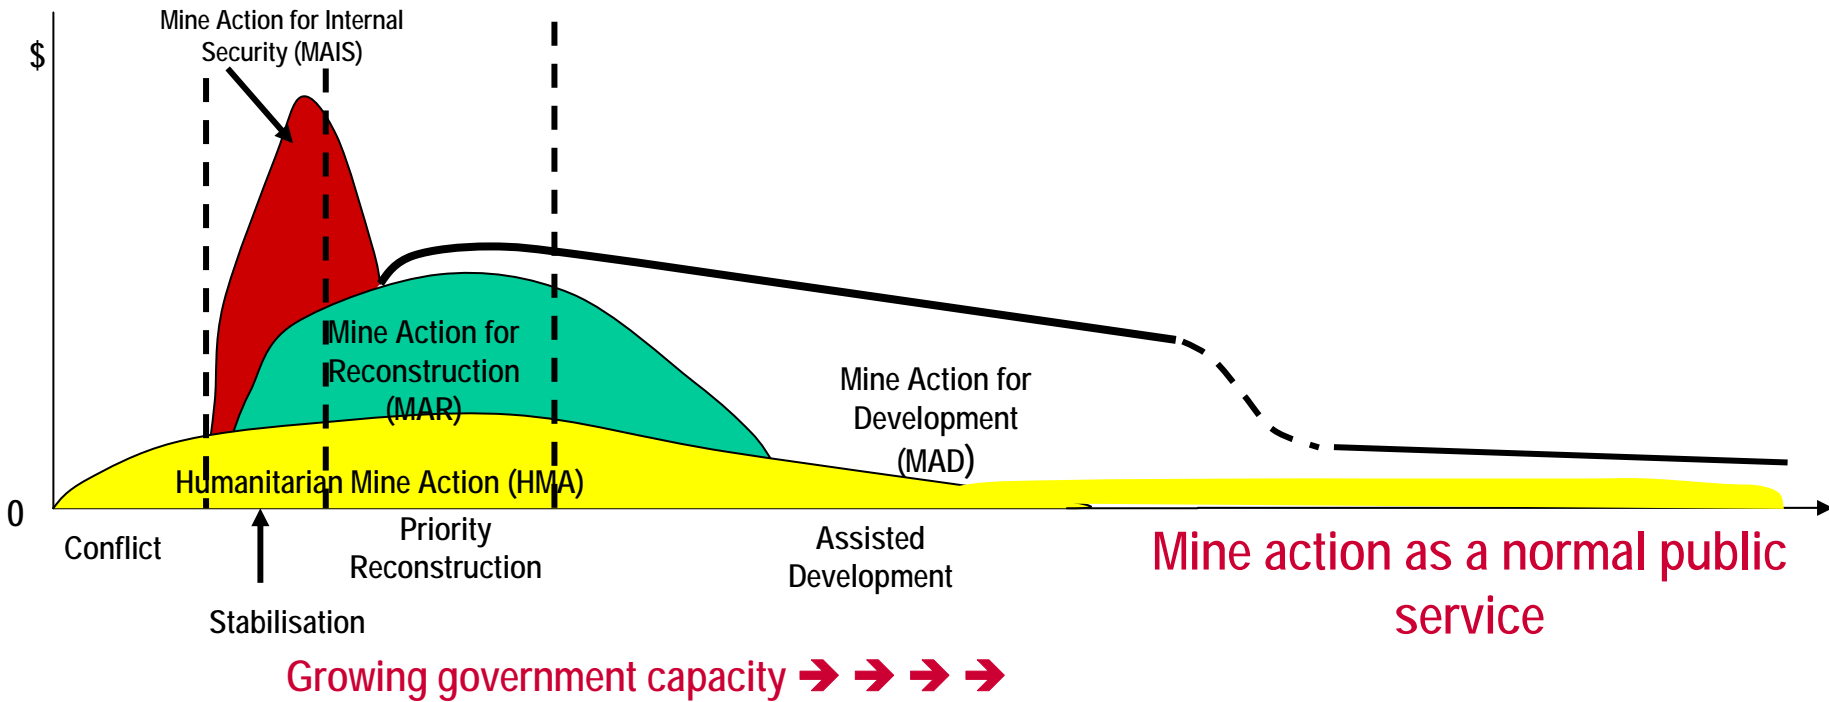 Mine Action for Internal
Security (MAIS)
$
Mine Action for
Reconstruction
(MAR)
Mine Action for
Development
(MAD)
Humanitarian Mine Action (HMA)
0
Conflict
Priority
Reconstruction
Assisted
Development
Mine action as a normal public
service
Stabilisation
Growing government capacity ➔ ➔ ➔ ➔